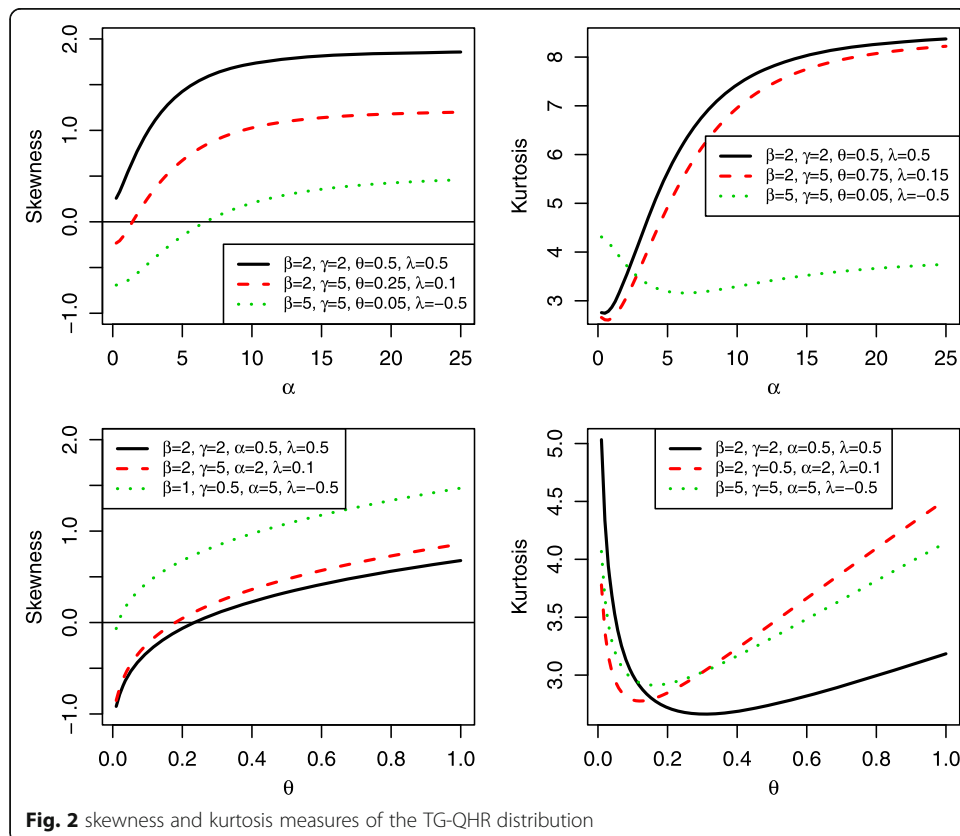 Skewness
2.0
1.0
0.0
-1.0
0 5 10 15 20 25
α
β=2, γ=2, θ=0.5, λ=0.5
β=2, γ=5, θ=0.25, λ=0.1
β=5, γ=5, θ=0.05, λ=-0.5
Kurtosis
8
7
6
5
4
3
0 5 10 15 20 25
α
β=2, γ=2, θ=0.5, λ=0.5
β=2, γ=5, θ=0.75, λ=0.15
β=5, γ=5, θ=0.05, λ=-0.5
Skewness
2.0
1.0
0.0
-1.0
0.0 0.2 0.4 0.6 0.8 1.0
θ
β=2, γ=2, α=0.5, λ=0.5
β=2, γ=5, α=2, λ=0.1
β=1, γ=0.5, α=5, λ=-0.5
Kurtosis
5.0
4.5
4.0
3.5
3.0
0.0 0.2 0.4 0.6 0.8 1.0
θ
β=2, γ=2, α=0.5, λ=0.5
β=2, γ=0.5, α=2, λ=0.1
β=5, γ=5, α=5, λ=-0.5
Fig. 2 skewness and kurtosis measures of the TG-QHR distribution